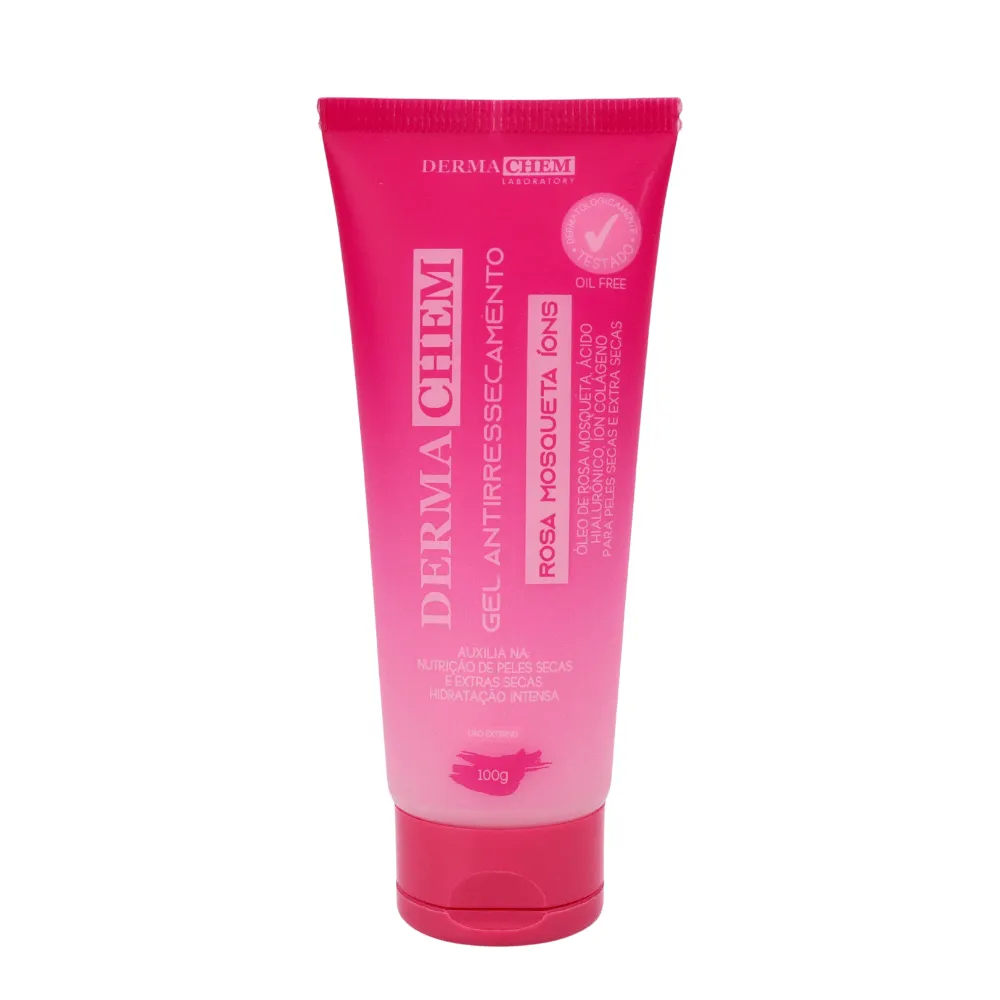 DERMA CHEM
LABORATORY
DERMATOLOGICAMENTE
TESTADO
OIL FREE
DERMA CHEM
GEL ANTIRRESSECAMENTO
ROSA MOSQUETA ÍONS
ÓLEO DE ROSA MOSQUETA, ÁCIDO
HIALURÔNICO, ÍON COLÁGENO
PARA PELES SECAS E EXTRA SECAS
AUXILIA NA
NUTRIÇÃO DE PELES SECAS
E EXTRAS SECAS
HIDRATAÇÃO INTENSA
USO EXTERNO
100g